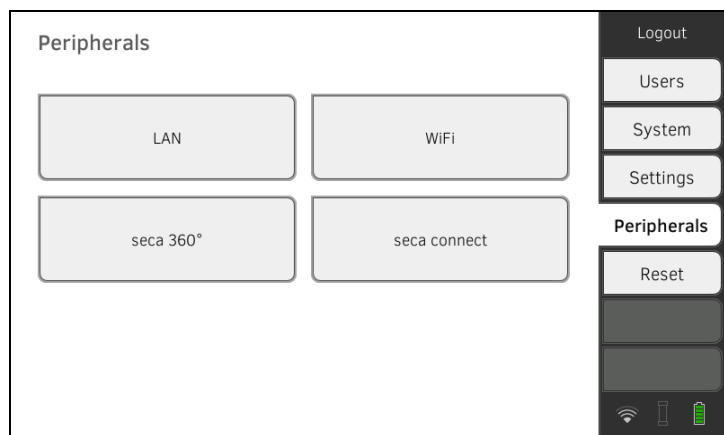 Peripherals
LAN
WiFi
seca 360°
seca connect
Logout
Users
System
Settings
Peripherals
Reset